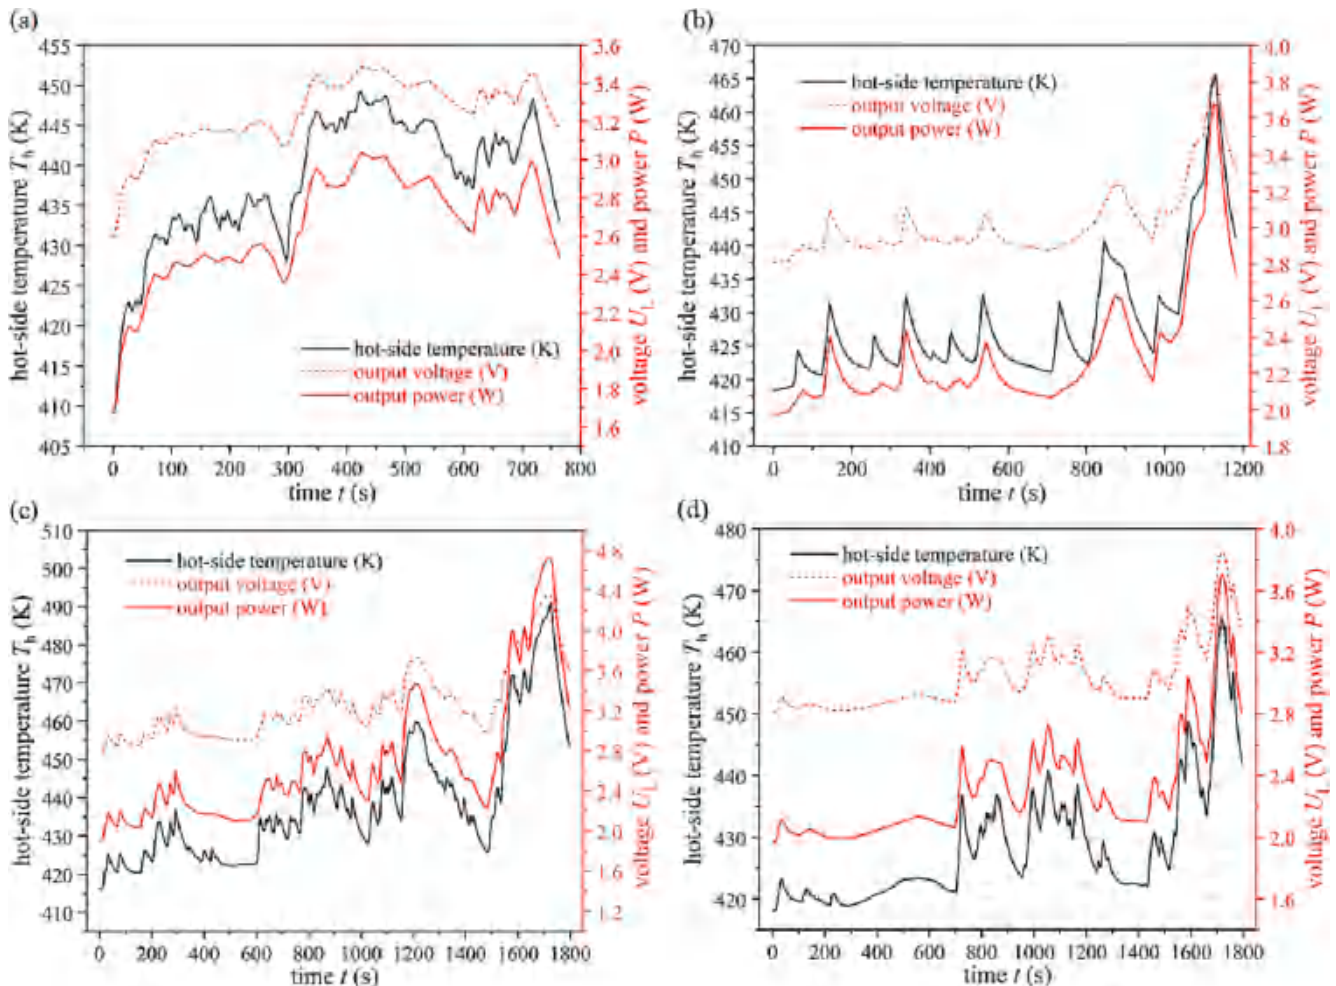 (a)
455
450
445
440
435
430
425
420
415
410
405
hot-side temperature Th (K)
3.6
3.4
3.2
3.0
2.8
2.6
2.4
2.2
2.0
1.8
1.6
voltage UL (V) and power P (W)
hot-side temperature (K)
output voltage (V)
output power (W)
0 100 200 300 400 500 600 700 800
time t (s)
(b)
470
465
460
455
450
445
440
435
430
425
420
415
410
hot-side temperature Th (K)
4.0
3.8
3.6
3.4
3.2
3.0
2.8
2.6
2.4
2.2
2.0
1.8
voltage UL (V) and power P (W)
hot-side temperature (K)
output voltage (V)
output power (W)
0 200 400 600 800 1000 1200
time t (s)
(c)
510
500
490
480
470
460
450
440
430
420
410
hot-side temperature Th (K)
4.8
4.4
4.0
3.6
3.2
2.8
2.4
2.0
1.6
1.2
voltage UL (V) and power P (W)
hot-side temperature (K)
output voltage (V)
output power (W)
0 200 400 600 800 1000 1200 1400 1600 1800
time t (s)
(d)
480
470
460
450
440
430
420
hot-side temperature Th (K)
4.0
3.6
3.2
2.8
2.4
2.0
1.6
voltage UL (V) and power P (W)
hot-side temperature (K)
output voltage (V)
output power (W)
0 200 400 600 800 1000 1200 1400 1600 1800
time t (s)